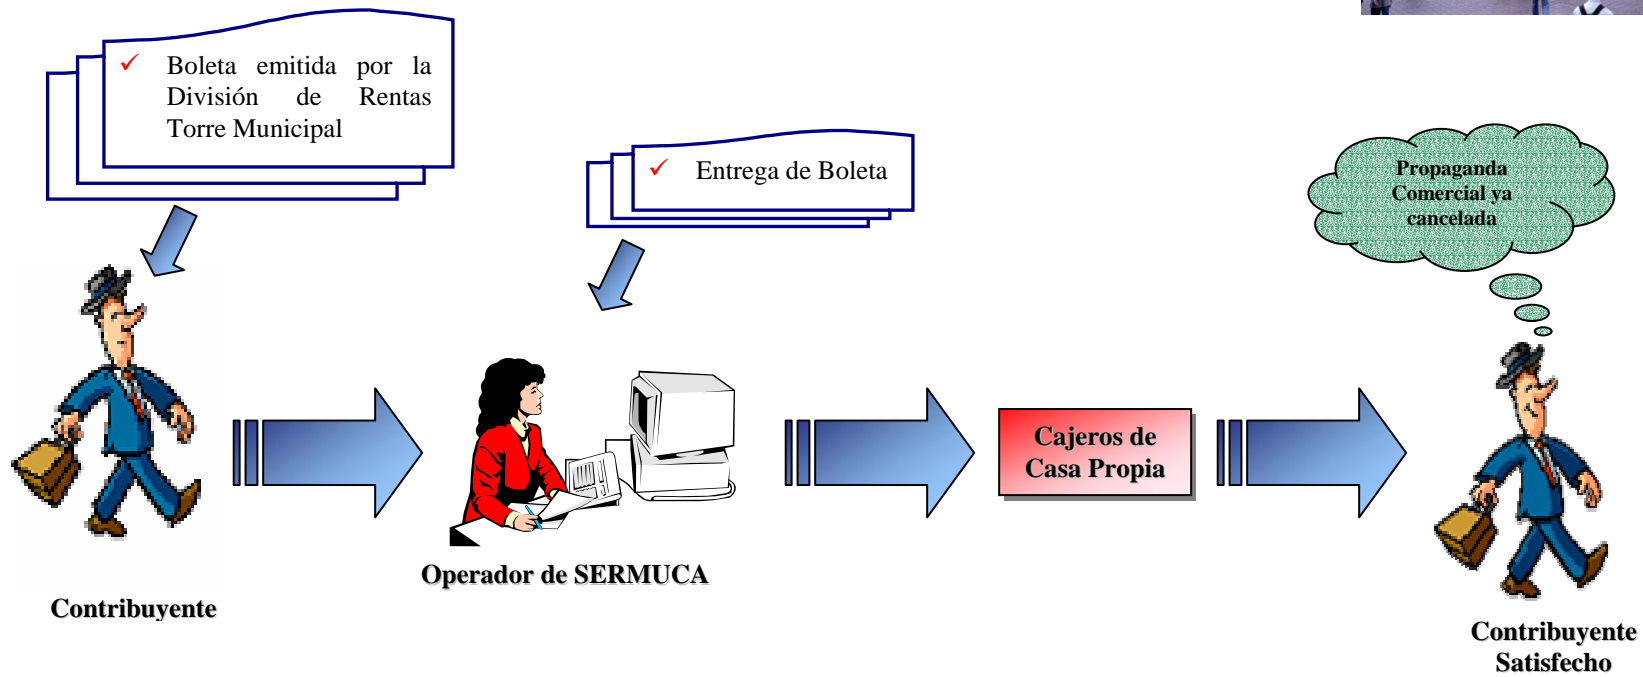 Boleta emitida por la
División de Rentas
Torre Municipal
Entrega de Boleta
Propaganda
Comercial ya
cancelada
Cajeros de
Casa Propia
Operador de SERMUCA
Contribuyente
Contribuyente
Satisfecho